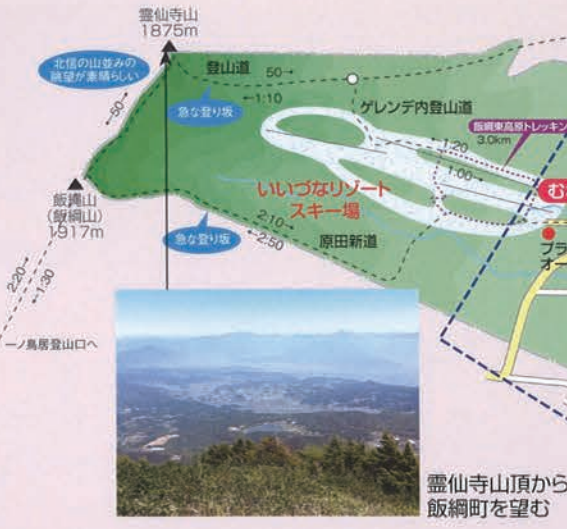 霊仙寺山
1875m
北信の山並みの
眺望が素晴らしい
登山道
50→
←1:10
急な登り坂
←50→
ゲレンデ内登山道
飯綱東高原トレッキン
3.0km
←1:20
1:00→
いいづなリゾート
スキー場
む
飯縄山
(飯綱山)
1917m
急な登り坂
2:10→
←2:50
原田新道
プラ
オー
2:20→
←1:30
一ノ鳥居登山口へ
霊仙寺山頂から
飯綱町を望む